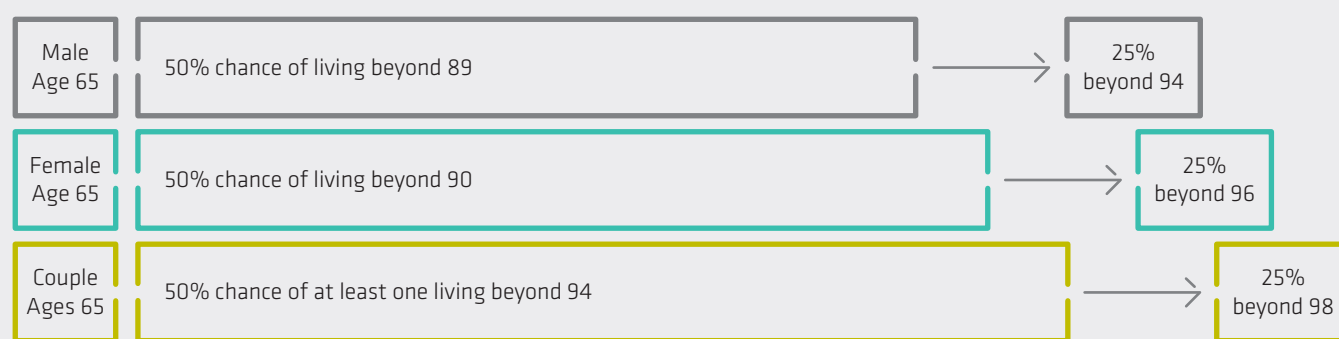 Male
Age 65
50% chance of living beyond 89
25%
beyond 94
Female
Age 65
50% chance of living beyond 90
25%
beyond 96
Couple
Ages 65
50% chance of at least one living beyond 94
25%
beyond 98